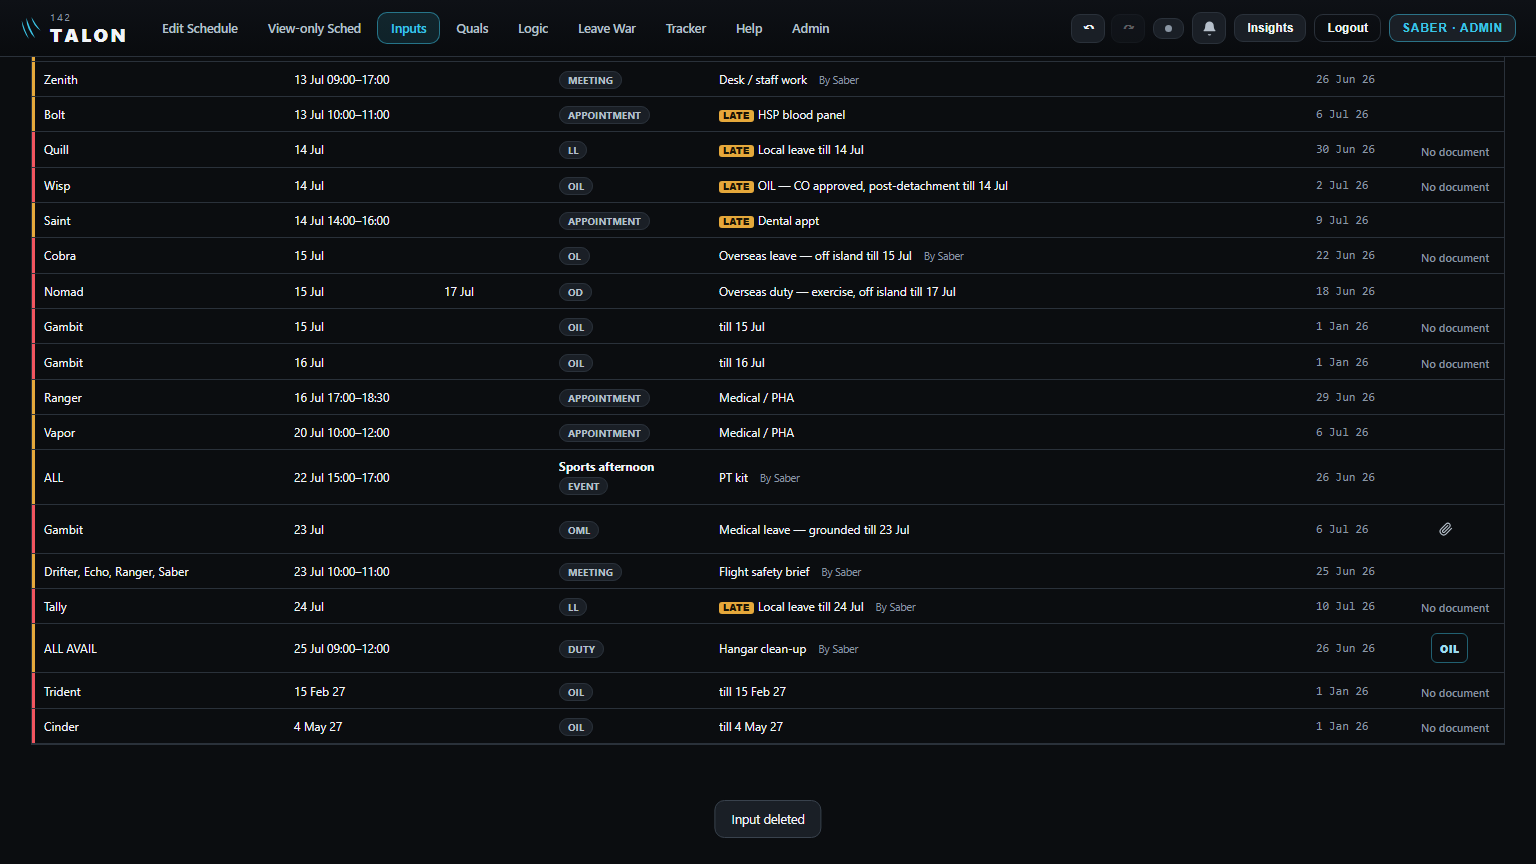 142
TALON
Edit Schedule View-only Sched Inputs Quals Logic Leave War Tracker Help Admin Insights Logout SABER · ADMIN
Zenith 13 Jul 09:00–17:00 MEETING Desk / staff work By Saber 26 Jun 26
Bolt 13 Jul 10:00–11:00 APPOINTMENT LATE HSP blood panel 6 Jul 26
Quill 14 Jul LL LATE Local leave till 14 Jul 30 Jun 26 No document
Wisp 14 Jul OIL LATE OIL — CO approved, post-detachment till 14 Jul 2 Jul 26 No document
Saint 14 Jul 14:00–16:00 APPOINTMENT LATE Dental appt 9 Jul 26
Cobra 15 Jul OL Overseas leave — off island till 15 Jul By Saber 22 Jun 26 No document
Nomad 15 Jul 17 Jul OD Overseas duty — exercise, off island till 17 Jul 18 Jun 26
Gambit 15 Jul OIL till 15 Jul 1 Jan 26 No document
Gambit 16 Jul OIL till 16 Jul 1 Jan 26 No document
Ranger 16 Jul 17:00–18:30 APPOINTMENT Medical / PHA 29 Jun 26
Vapor 20 Jul 10:00–12:00 APPOINTMENT Medical / PHA 6 Jul 26
ALL 22 Jul 15:00–17:00 Sports afternoon EVENT PT kit By Saber 26 Jun 26
Gambit 23 Jul OML Medical leave — grounded till 23 Jul 6 Jul 26
Drifter, Echo, Ranger, Saber 23 Jul 10:00–11:00 MEETING Flight safety brief By Saber 25 Jun 26
Tally 24 Jul LL LATE Local leave till 24 Jul By Saber 10 Jul 26 No document
ALL AVAIL 25 Jul 09:00–12:00 DUTY Hangar clean-up By Saber 26 Jun 26 OIL
Trident 15 Feb 27 OIL till 15 Feb 27 1 Jan 26 No document
Cinder 4 May 27 OIL till 4 May 27 1 Jan 26 No document
Input deleted